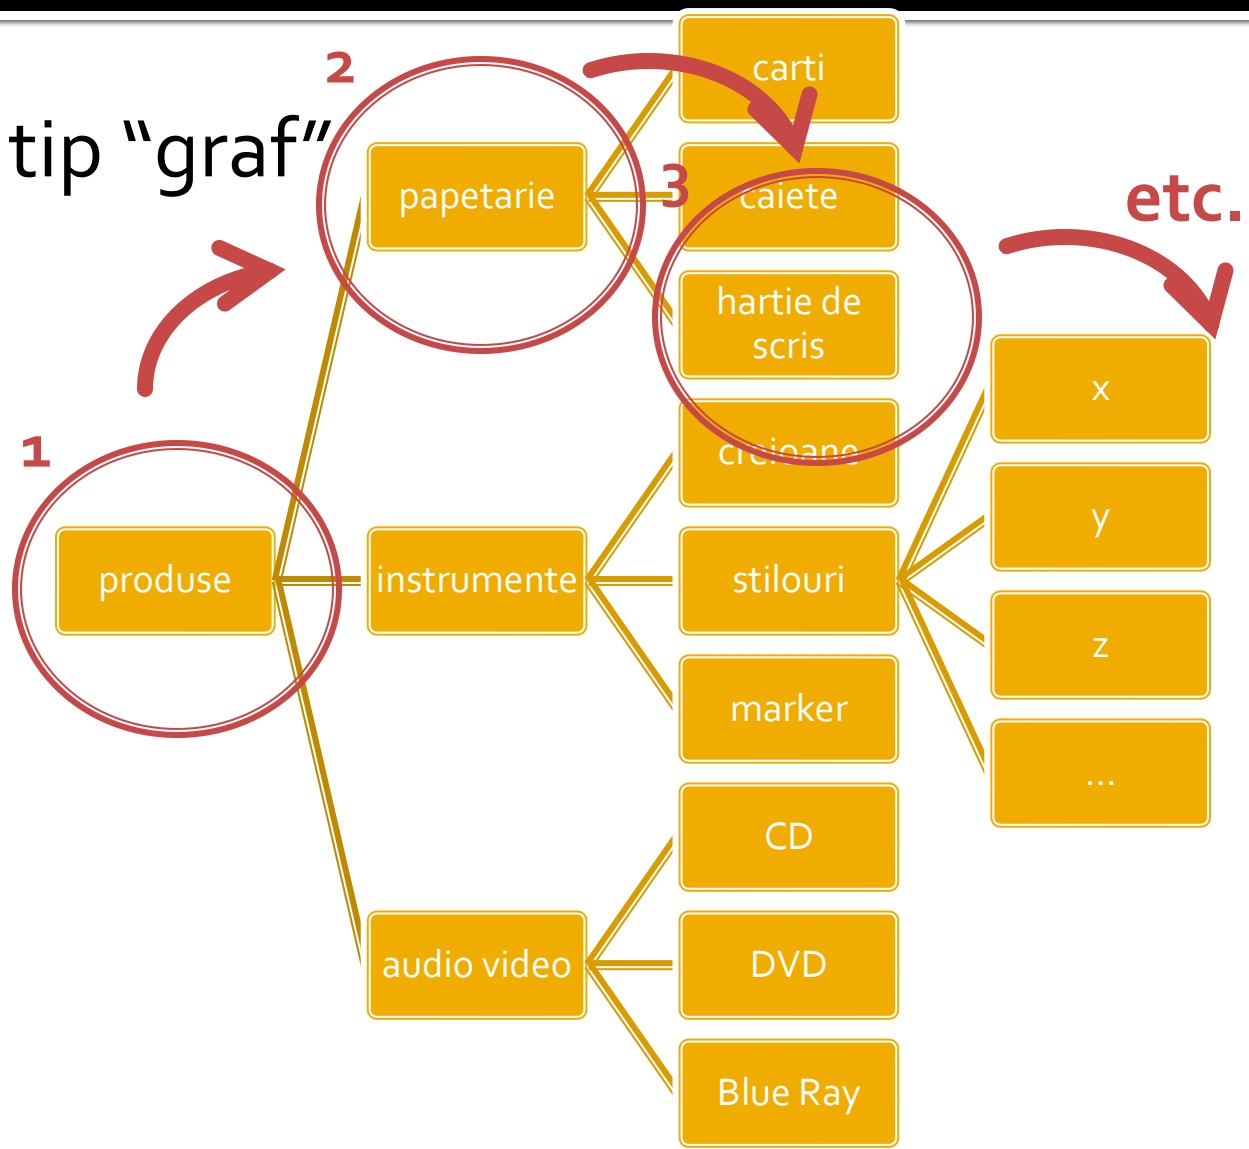 tip “graf”
1
2
3
etc.
produse
papetarie
instrumente
audio video
carti
caiete
hartie de
scris
creioane
stilouri
marker
CD
DVD
Blue Ray
x
y
z
...